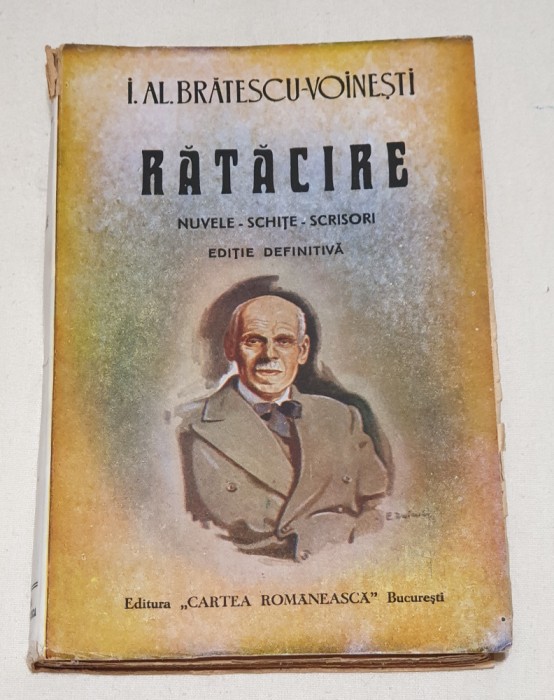 I. AL. BRĂTESCU-VOINEȘTI
RĂTĂCIRE
NUVELE - SCHIȚE - SCRISORI
EDIȚIE DEFINITIVĂ
Editura „CARTEA ROMÂNEASCĂ” București